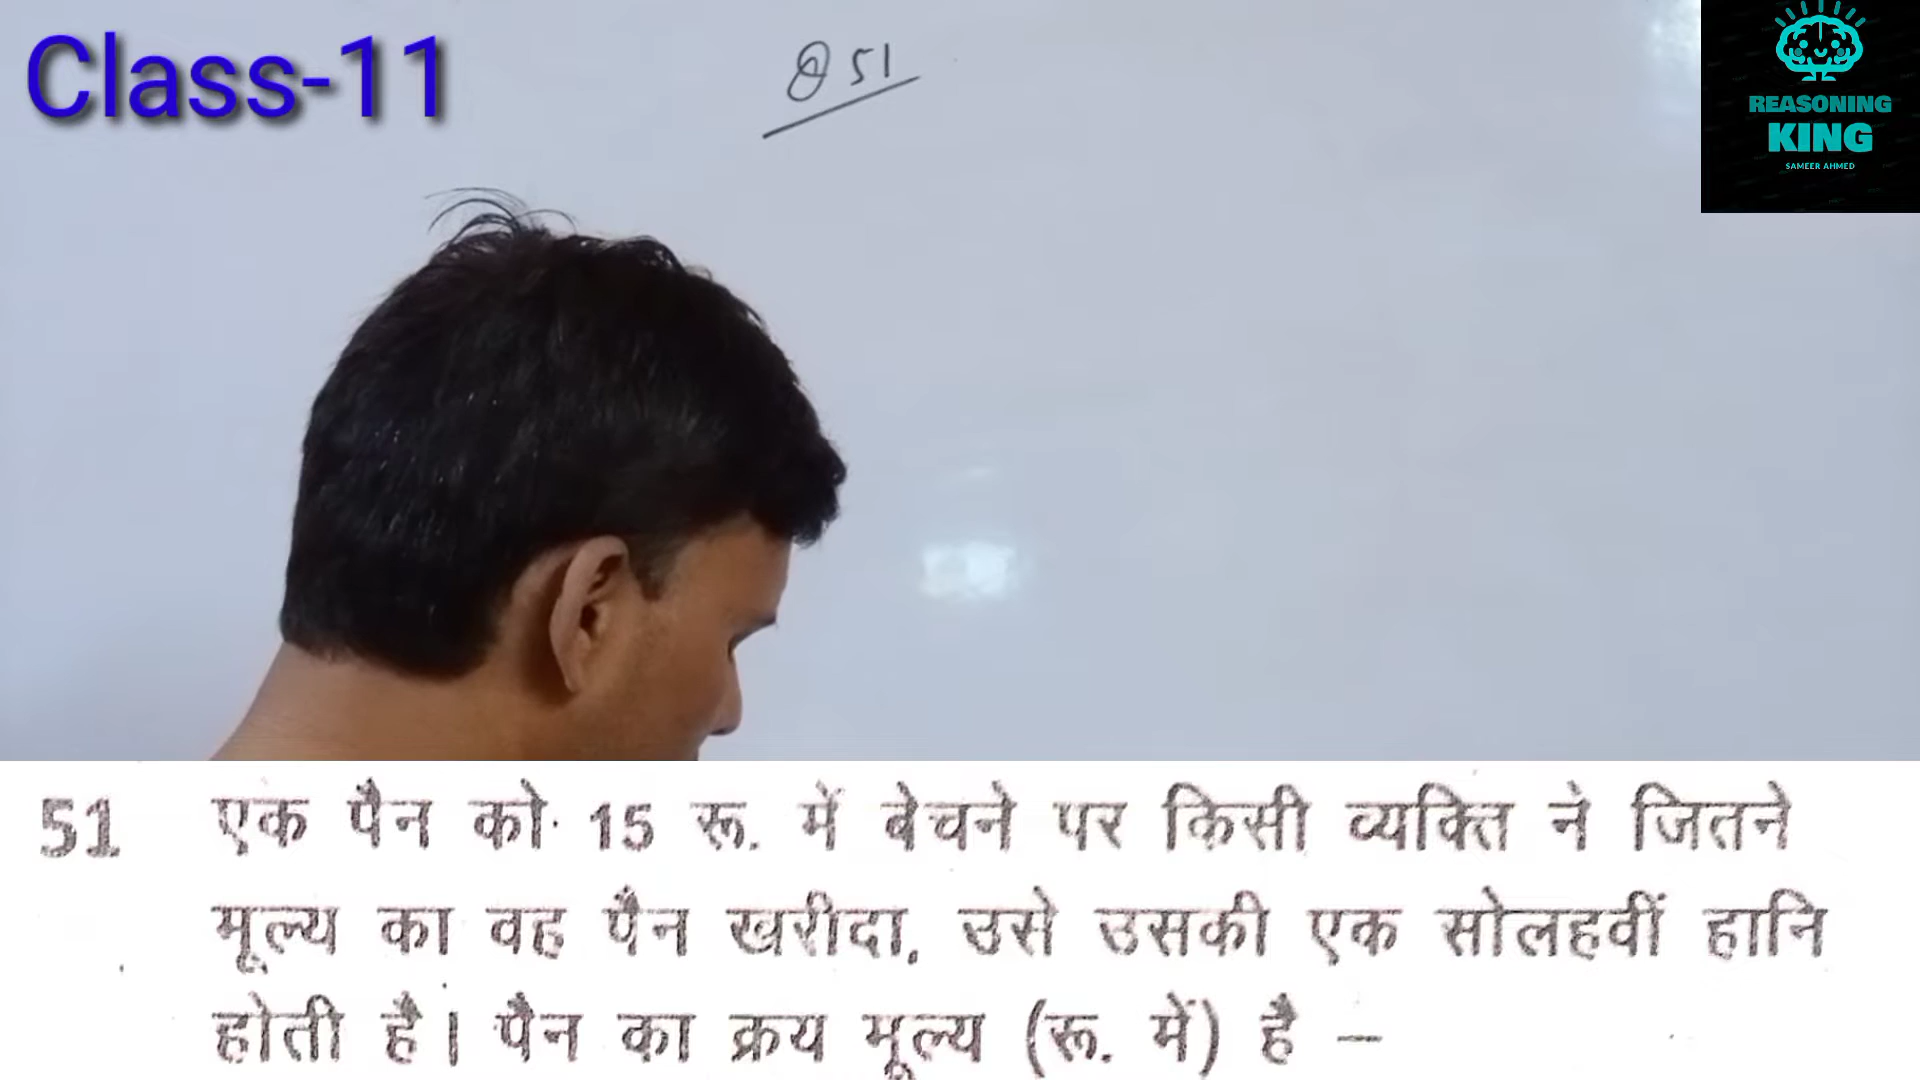 Class-11
Q 51
REASONING
KING
SAMEER AHMED
51 एक पैन को 15 रू. में बेचने पर किसी व्यक्ति ने जितने
मूल्य का वह पैन खरीदा, उसे उसकी एक सोलहवीं हानि
होती है। पैन का क्रय मूल्य (रू. में) है –